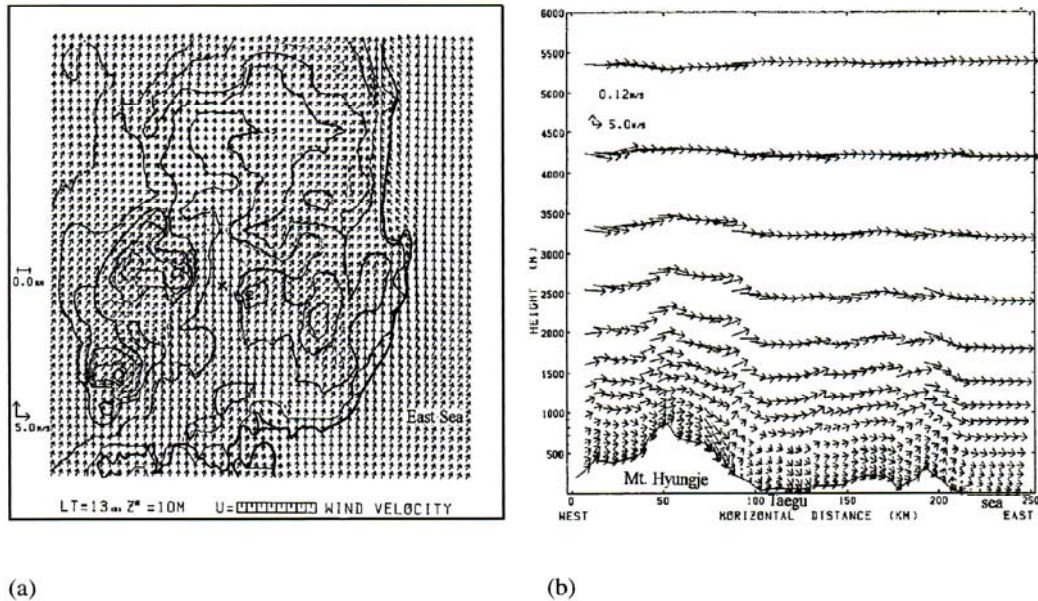 0.0KM
5.0M/S
East Sea
LT=13 Z* =10M U= WIND VELOCITY
(a)
6000
5500
5000
4500
4000
3500
3000
2500
2000
1500
1000
500
HEIGHT (M)
0.12M/S
5.0M/S
Mt. Hyungje
Taegu
sea
0 50 100 150 200 250
WEST HORIZONTAL DISTANCE (KM) EAST
(b)